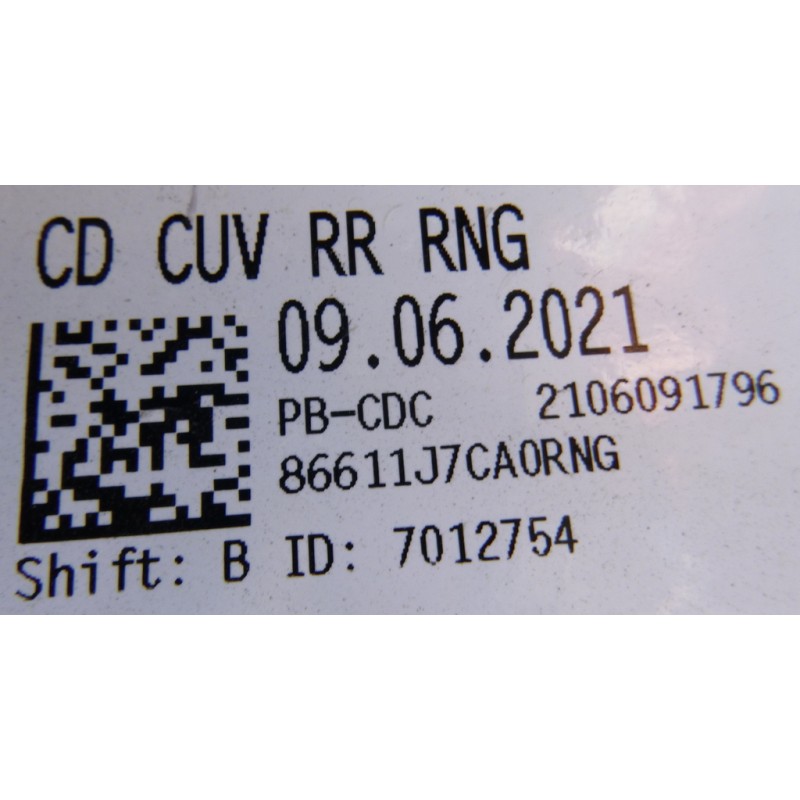 CD CUV RR RNG
09.06.2021
PB-CDC 2106091796
86611J7CA0RNG
Shift: B ID: 7012754